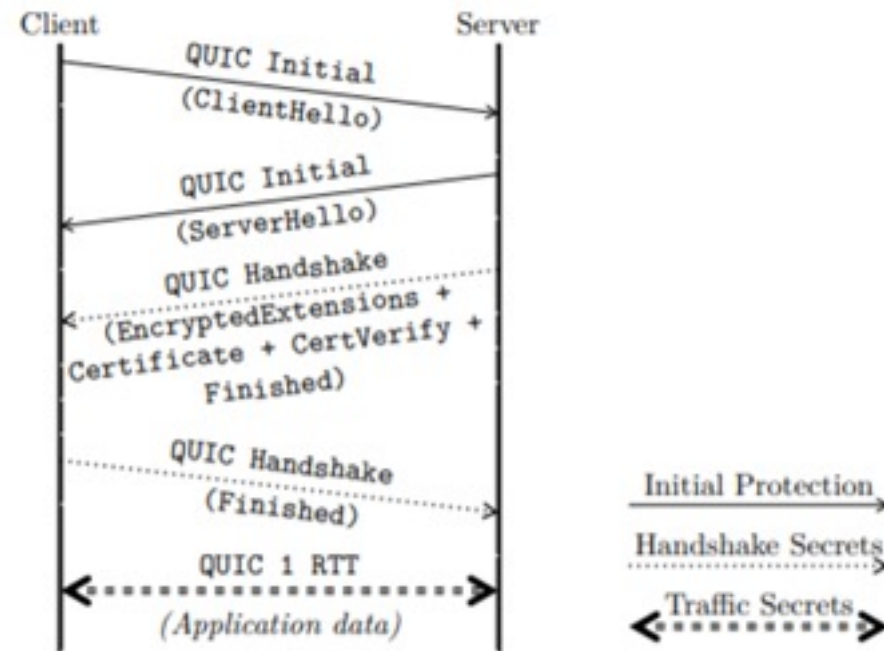 Client
Server
QUIC Initial
(ClientHello)
QUIC Initial
(ServerHello)
QUIC Handshake
(EncryptedExtensions +
Certificate + CertVerify +
Finished)
QUIC Handshake
(Finished)
QUIC 1 RTT
(Application data)
Initial Protection
Handshake Secrets
Traffic Secrets